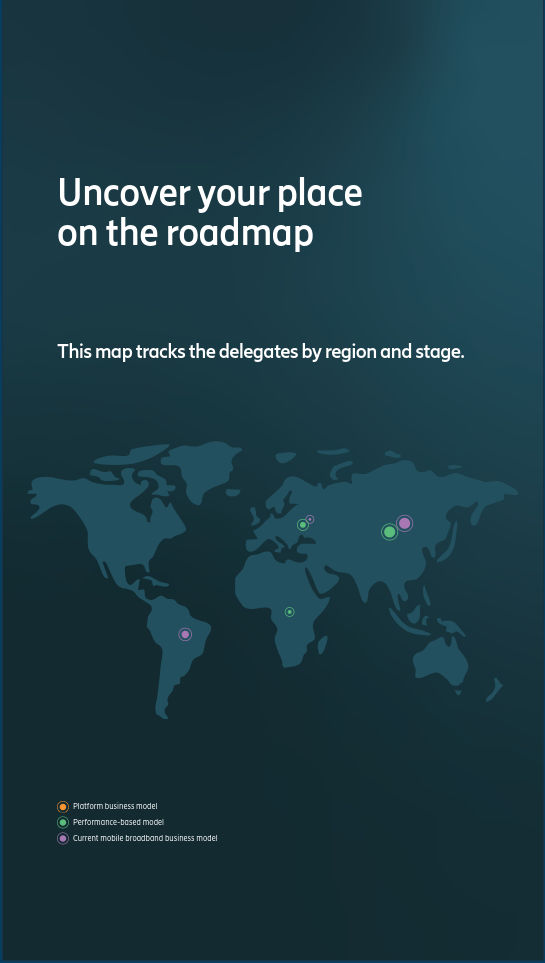 Uncover your place
on the roadmap
This map tracks the delegates by region and stage.
Platform business model
Performance-based model
Current mobile broadband business model